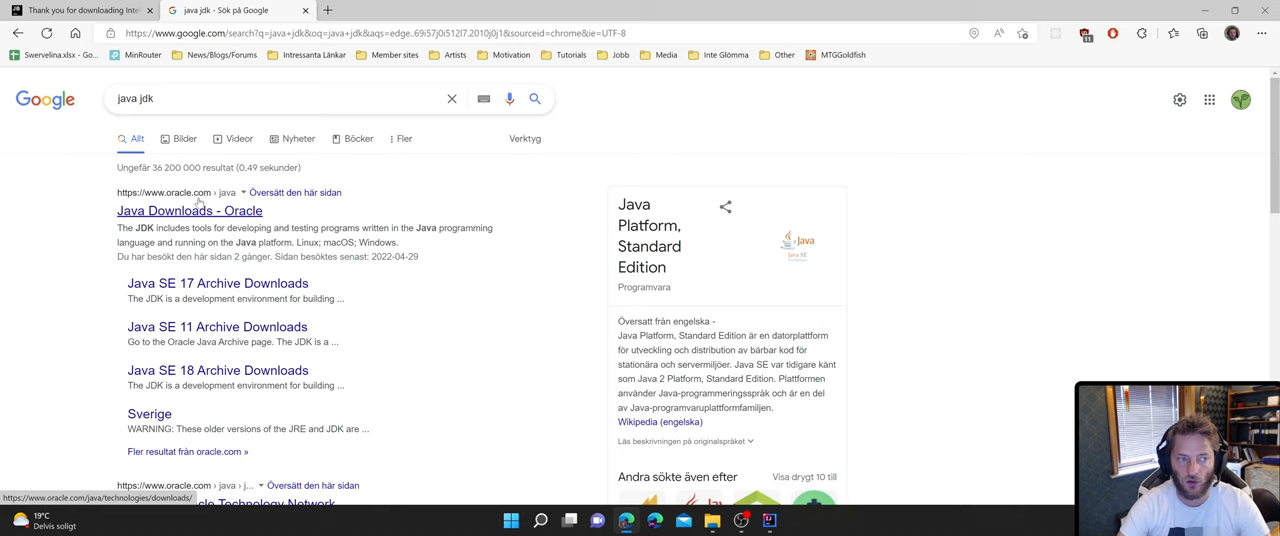 Thank you for downloading Inte
java jdk - Sök på Google
https://www.google.com/search?q=java+jdk&oq=java+jdk&aqs=edge..69i57j0i512l7.2010j0j1&sourceid=chrome&ie=UTF-8
Swervelina.xlsx - Go...
MinRouter
News/Blogs/Forums
Intressanta Länkar
Member sites
Artists
Motivation
Tutorials
Jobb
Media
Inte Glömma
Other
MTGGoldfish
Google
java jdk
Allt
Bilder
Videor
Nyheter
Böcker
Fler
Verktyg
Ungefär 36 200 000 resultat (0,49 sekunder)
https://www.oracle.com › java
Översätt den här sidan
Java Downloads - Oracle
The JDK includes tools for developing and testing programs written in the Java programming
language and running on the Java platform. Linux; macOS; Windows.
Du har besökt den här sidan 2 gånger. Sidan besöktes senast: 2022-04-29
Java SE 17 Archive Downloads
The JDK is a development environment for building ...
Java SE 11 Archive Downloads
Go to the Oracle Java Archive page. The JDK is a ...
Java SE 18 Archive Downloads
The JDK is a development environment for building ...
Sverige
WARNING: These older versions of the JRE and JDK are ...
Fler resultat från oracle.com »
https://www.oracle.com › java › j...
Översätt den här sidan
cle Technology Network
https://www.oracle.com/java/technologies/downloads/
Java
Platform,
Standard
Edition
Programvara
Java
Översatt från engelska -
Java Platform, Standard Edition är en datorplattform
för utveckling och distribution av bärbar kod för
stationära och servermiljöer. Java SE var tidigare känt
som Java 2 Platform, Standard Edition. Plattformen
använder Java-programmeringsspråk och är en del
av Java-programvaruplattformfamiljen.
Wikipedia (engelska)
Läs beskrivningen på originalspråket
Andra sökte även efter
Visa drygt 10 till
19°C
Delvis soligt